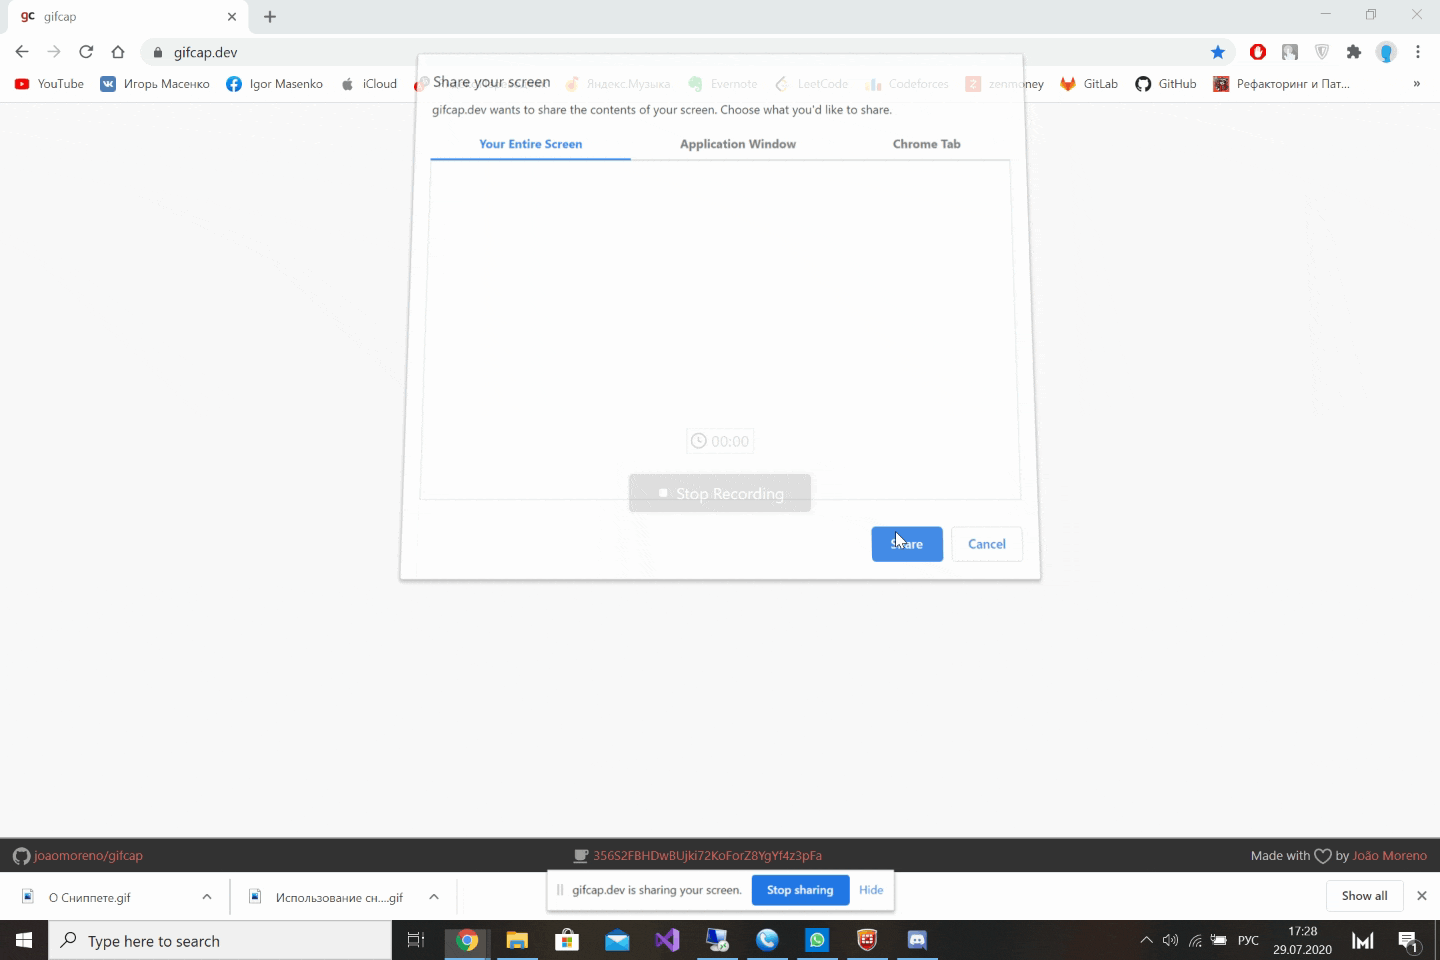 gc gifcap
gifcap.dev
YouTube Игорь Масенко Igor Masenko iCloud Яндекс.Музыка Evernote LeetCode Codeforces zenmoney GitLab GitHub Рефакторинг и Пат... »
Share your screen
gifcap.dev wants to share the contents of your screen. Choose what you'd like to share.
Your Entire Screen Application Window Chrome Tab
00:00
Stop Recording
Share Cancel
joaomoreno/gifcap 356S2FBHDwBUjki72KoForZ8YgYf4z3pFa Made with by João Moreno
О Сниппете.gif Использование сн....gif gifcap.dev is sharing your screen. Stop sharing Hide Show all
Type here to search РУС 17:28
29.07.2020 1